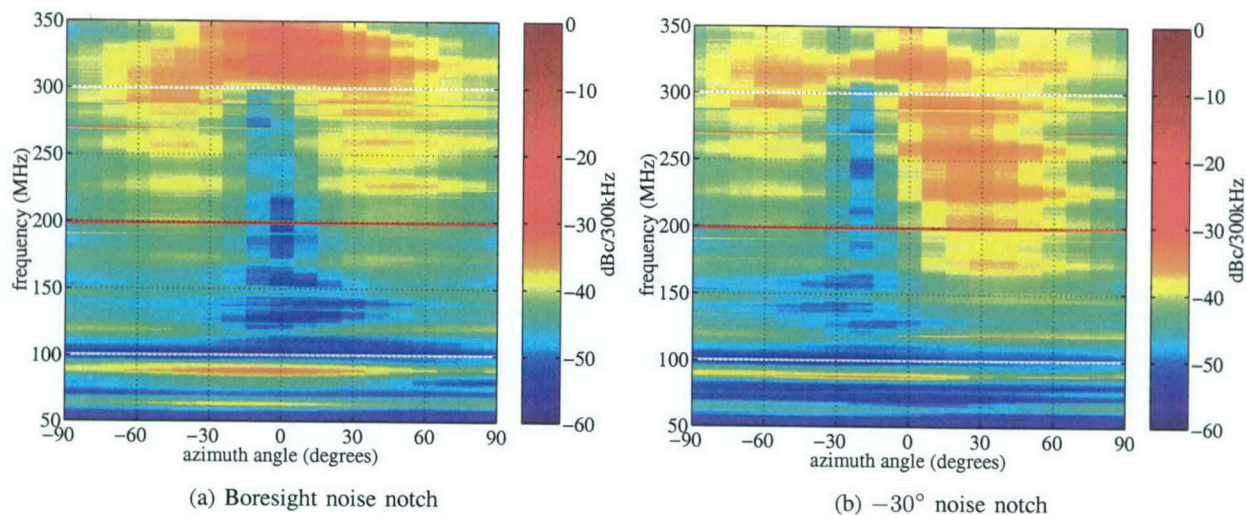 350
300
250
200
150
100
50
frequency (MHz)
−90 −60 −30 0 30 60 90
azimuth angle (degrees)
0
−10
−20
−30
−40
−50
−60
dBc/300kHz
(a) Boresight noise notch
350
300
250
200
150
100
50
frequency (MHz)
−90 −60 −30 0 30 60 90
azimuth angle (degrees)
0
−10
−20
−30
−40
−50
−60
dBc/300kHz
(b) −30° noise notch